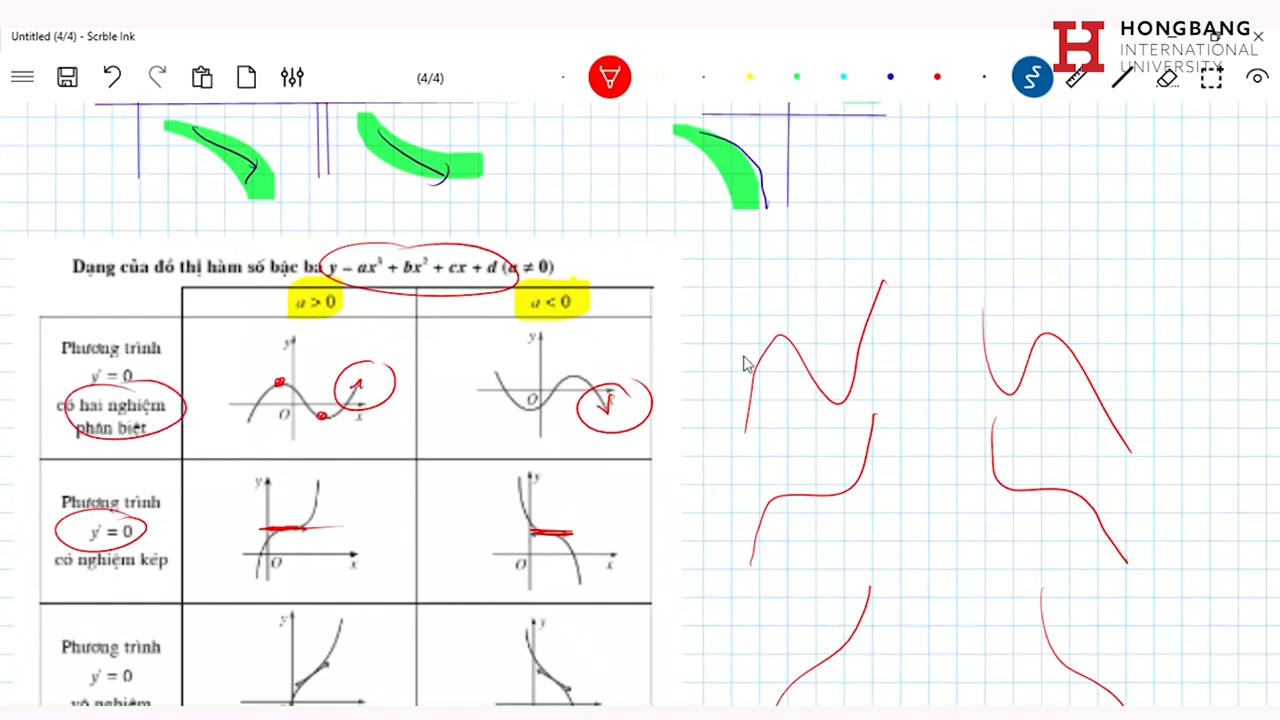 Untitled (4/4) - Scrble Ink
HONGBANG
INTERNATIONAL
UNIVERSITY
(4/4)
Dạng của đồ thị hàm số bậc ba y = ax³ + bx² + cx + d (a ≠ 0)
a > 0
a < 0
Phương trình
y' = 0
có hai nghiệm
phân biệt
y
O
x
y
O
x
Phương trình
y' = 0
có nghiệm kép
y
O
x
y
O
x
Phương trình
y' = 0
vô nghiệm
y
y